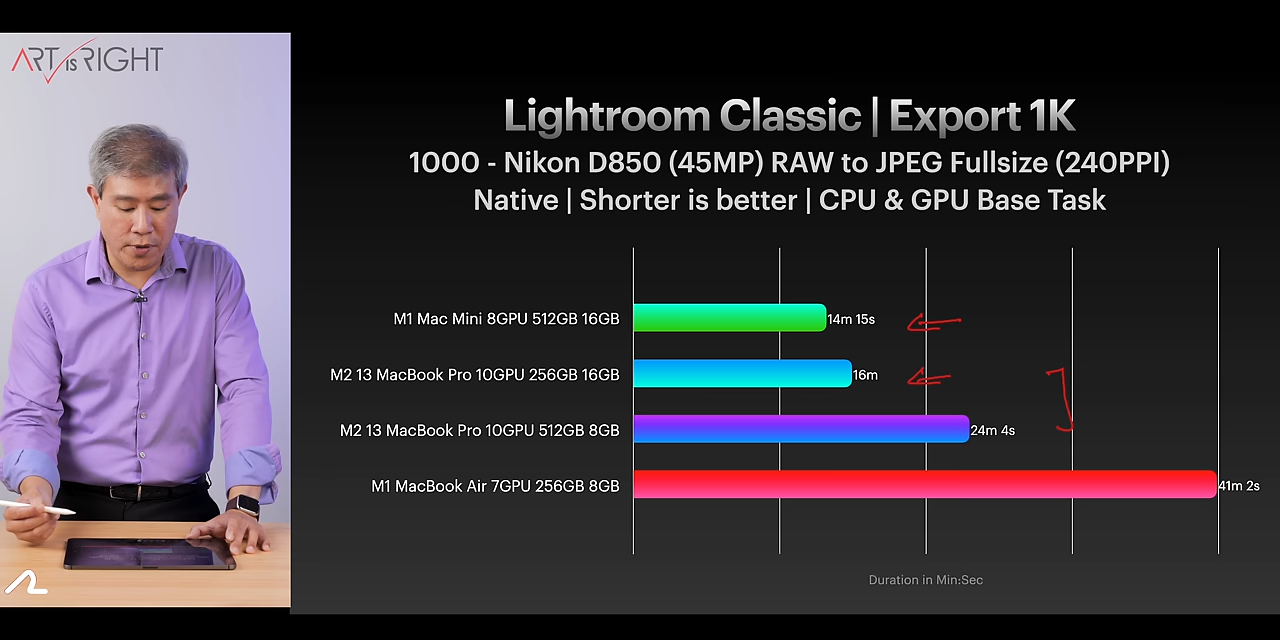 ART is RIGHT
Lightroom Classic | Export 1K
1000 - Nikon D850 (45MP) RAW to JPEG Fullsize (240PPI)
Native | Shorter is better | CPU & GPU Base Task
M1 Mac Mini 8GPU 512GB 16GB
14m 15s
M2 13 MacBook Pro 10GPU 256GB 16GB
16m
M2 13 MacBook Pro 10GPU 512GB 8GB
24m 4s
M1 MacBook Air 7GPU 256GB 8GB
41m 2s
Duration in Min:Sec